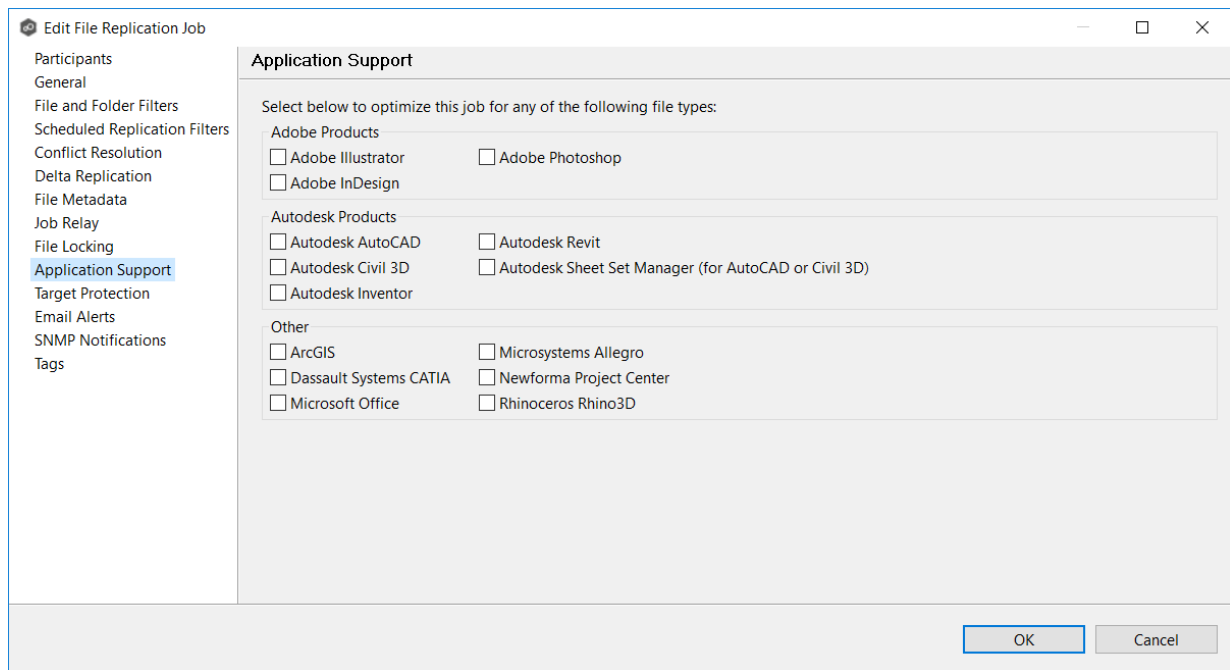 Edit File Replication Job
Participants
General
File and Folder Filters
Scheduled Replication Filters
Conflict Resolution
Delta Replication
File Metadata
Job Relay
File Locking
Application Support
Target Protection
Email Alerts
SNMP Notifications
Tags
Application Support
Select below to optimize this job for any of the following file types:
Adobe Products
Adobe Illustrator
Adobe Photoshop
Adobe InDesign
Autodesk Products
Autodesk AutoCAD
Autodesk Revit
Autodesk Civil 3D
Autodesk Sheet Set Manager (for AutoCAD or Civil 3D)
Autodesk Inventor
Other
ArcGIS
Microsystems Allegro
Dassault Systems CATIA
Newforma Project Center
Microsoft Office
Rhinoceros Rhino3D
OK
Cancel